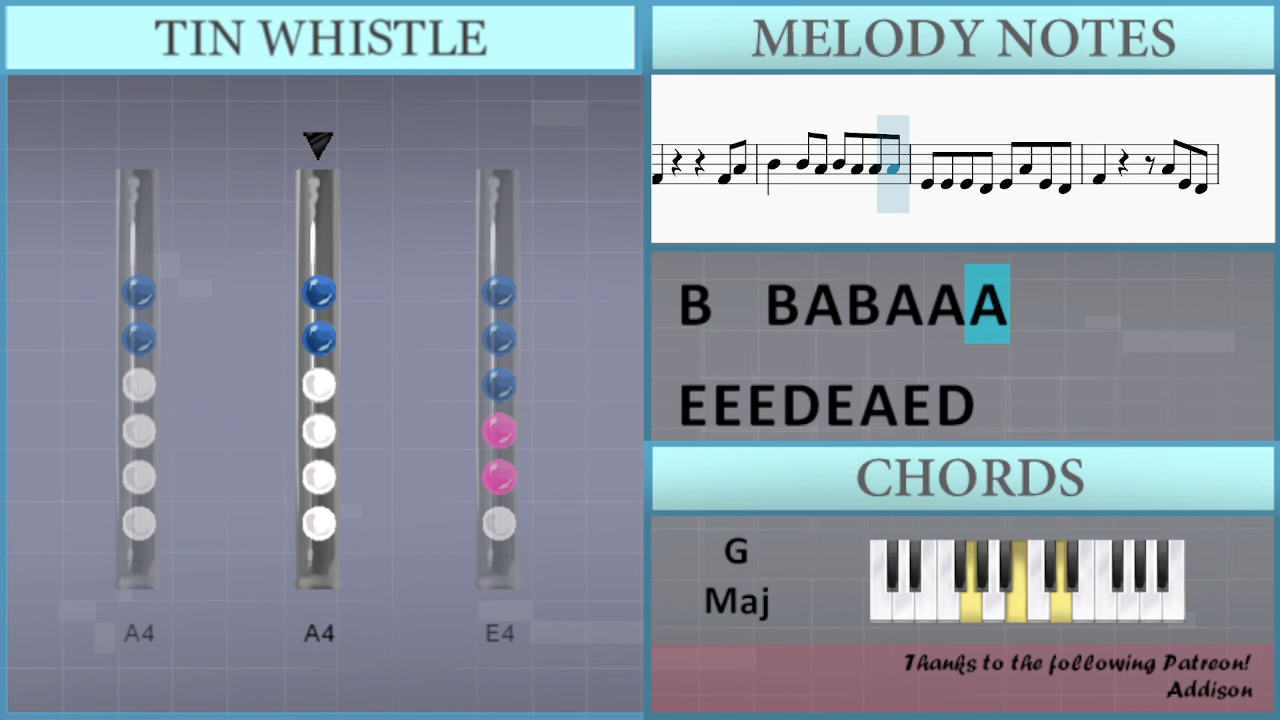 TIN WHISTLE
A4
A4
E4
MELODY NOTES
B BABAAA
EEEDEAED
CHORDS
G
Maj
Thanks to the following Patreon!
Addison